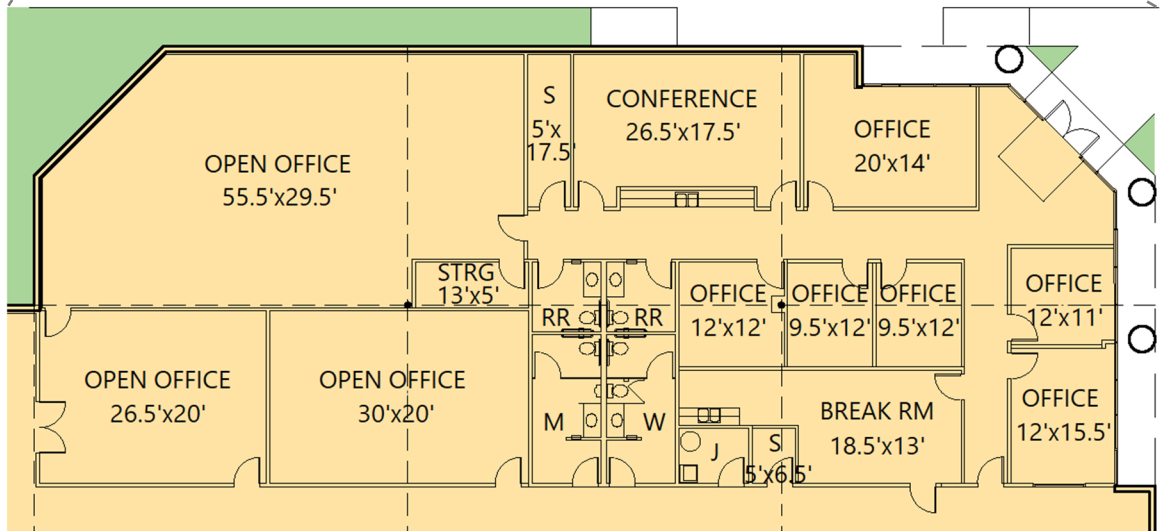 OPEN OFFICE
55.5'x29.5'
S
5'x
17.5'
CONFERENCE
26.5'x17.5'
OFFICE
20'x14'
STRG
13'x5'
RR
RR
OFFICE
12'x12'
OFFICE
9.5'x12'
OFFICE
9.5'x12'
OFFICE
12'x11'
OPEN OFFICE
26.5'x20'
OPEN OFFICE
30'x20'
M
W
J
S
5'x6.5'
BREAK RM
18.5'x13'
OFFICE
12'x15.5'